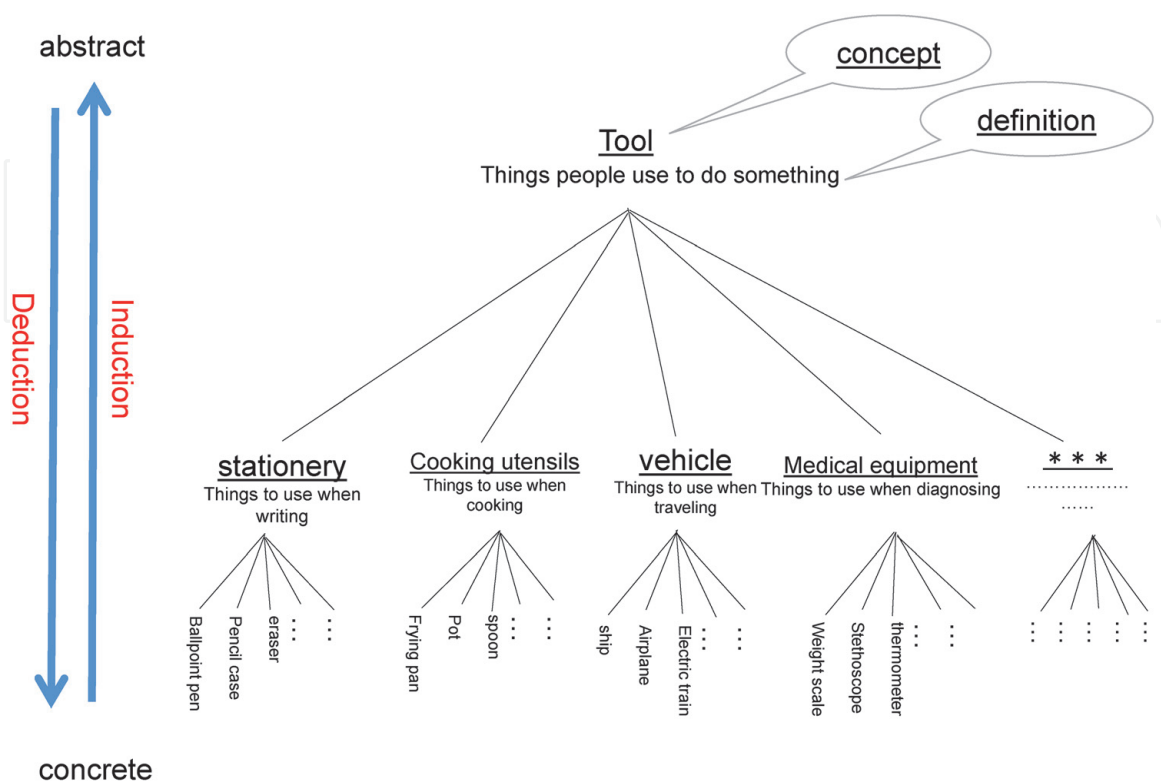 abstract
concept
definition
Tool
Things people use to do something
Deduction
Induction
stationery
Things to use when
writing
Cooking utensils
Things to use when
cooking
vehicle
Things to use when
traveling
Medical equipment
Things to use when diagnosing
* * *
...................
......
Ballpoint pen
Pencil case
eraser
...
...
Frying pan
Pot
spoon
...
...
ship
Airplane
Electric train
...
...
Weight scale
Stethoscope
thermometer
...
...
...
...
...
...
...
concrete